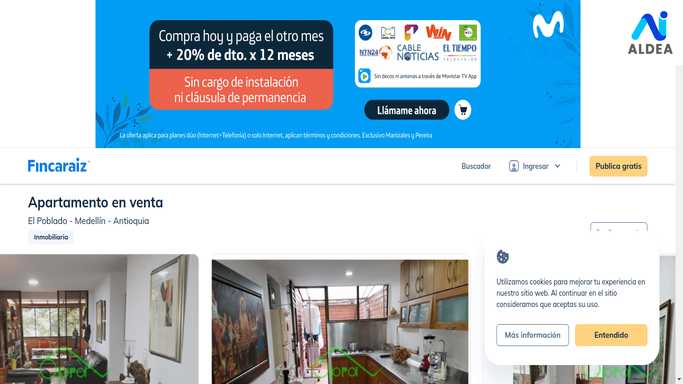 Compra hoy y paga el otro mes
+ 20% de dto. x 12 meses
Sin cargo de instalación
ni cláusula de permanencia
WIN
NTN24
CABLE
NOTICIAS
EL TIEMPO
TELEVISIÓN
Sin decos ni antenas a través de Movistar TV App
Llámame ahora
La oferta aplica para planes dúo (Internet+Telefonía) o solo Internet, aplican términos y condiciones. Exclusivo Manizales y Pereira
ALDEA
Fincaraiz
Buscador
Ingresar
Publica gratis
Apartamento en venta
El Poblado - Medellín - Antioquia
Inmobiliaria
Utilizamos cookies para mejorar tu experiencia en
nuestro sitio web. Al continuar en el sitio
consideramos que aceptas su uso.
Más información
Entendido